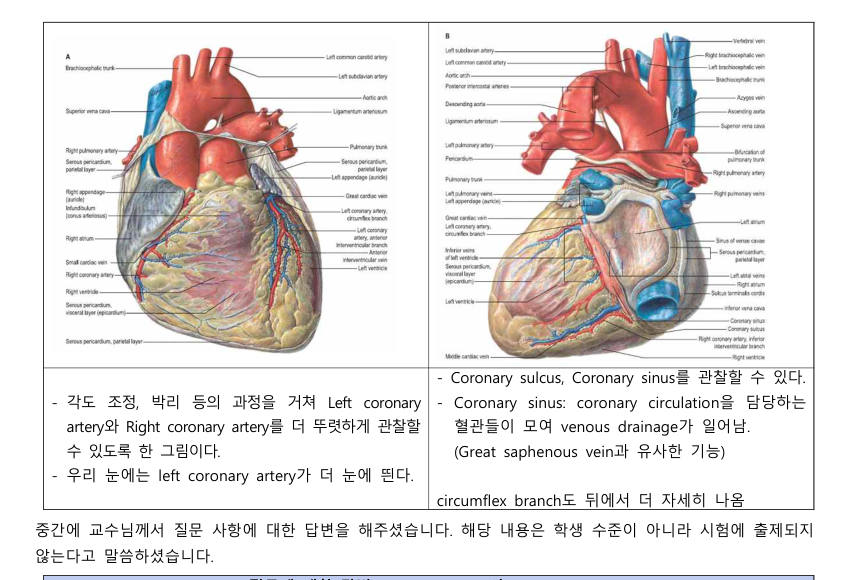 A
Brachiocephalic trunk
Superior vena cava
Right pulmonary artery
Serous pericardium,
parietal layer
Right appendage
(auricle)
Infundibulum
(conus arteriosus)
Right atrium
Small cardiac vein
Right coronary artery
Right ventricle
Serous pericardium,
visceral layer (epicardium)
Serous pericardium, parietal layer
Left common carotid artery
Left subclavian artery
Aortic arch
Ligamentum arteriosum
Pulmonary trunk
Serous pericardium,
parietal layer
Left appendage (auricle)
Great cardiac vein
Left coronary artery,
circumflex branch
Left coronary
artery, anterior
interventricular branch
Anterior
interventricular vein
Left ventricle
B
Left subclavian artery
Left common carotid artery
Aortic arch
Posterior intercostal arteries
Descending aorta
Ligamentum arteriosum
Left pulmonary artery
Pericardium
Pulmonary trunk
Left pulmonary veins
Left appendage (auricle)
Great cardiac vein
Left coronary artery,
circumflex branch
Inferior veins
of left ventricle
Serous pericardium,
visceral layer
(epicardium)
Left ventricle
Middle cardiac vein
Vertebral vein
Right brachiocephalic vein
Left brachiocephalic vein
Brachiocephalic trunk
Azygos vein
Ascending aorta
Superior vena cava
Bifurcation of
pulmonary trunk
Right pulmonary artery
Right pulmonary veins
Left atrium
Sinus of venae cavae
Serous pericardium,
parietal layer
Left atrial veins
Right atrium
Sulcus terminalis cordis
Inferior vena cava
Coronary sinus
Coronary sulcus
Right coronary artery, inferior
interventricular branch
Right ventricle
- 각도 조정, 박리 등의 과정을 거쳐 Left coronary
artery와 Right coronary artery를 더 뚜렷하게 관찰할
수 있도록 한 그림이다.
- 우리 눈에는 left coronary artery가 더 눈에 띈다.
- Coronary sulcus, Coronary sinus를 관찰할 수 있다.
- Coronary sinus: coronary circulation을 담당하는
혈관들이 모여 venous drainage가 일어남.
(Great saphenous vein과 유사한 기능)
circumflex branch도 뒤에서 더 자세히 나옴
중간에 교수님께서 질문 사항에 대한 답변을 해주셨습니다. 해당 내용은 학생 수준이 아니라 시험에 출제되지
않는다고 말씀하셨습니다.